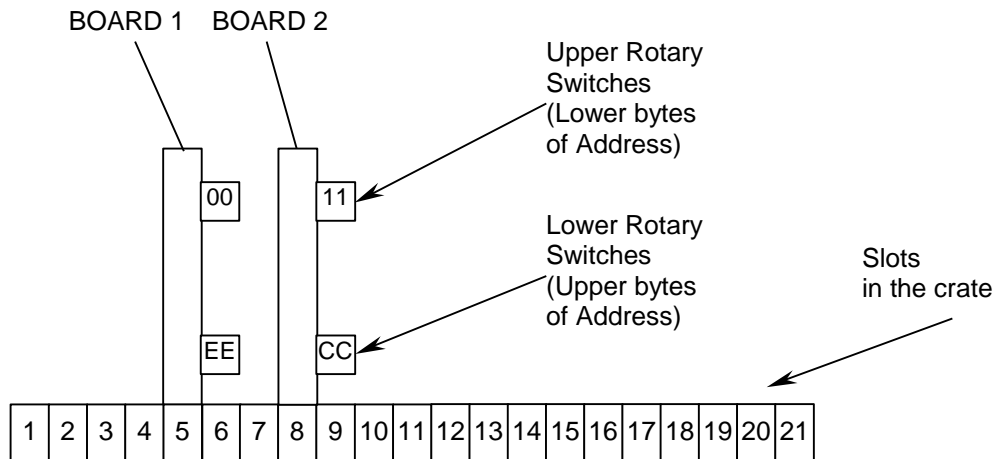 BOARD 1 BOARD 2
Upper Rotary
Switches
(Lower bytes
of Address)
00 11
Lower Rotary
Switches
(Upper bytes
of Address)
Slots
in the crate
EE CC
1 2 3 4 5 6 7 8 9 10 11 12 13 14 15 16 17 18 19 20 21